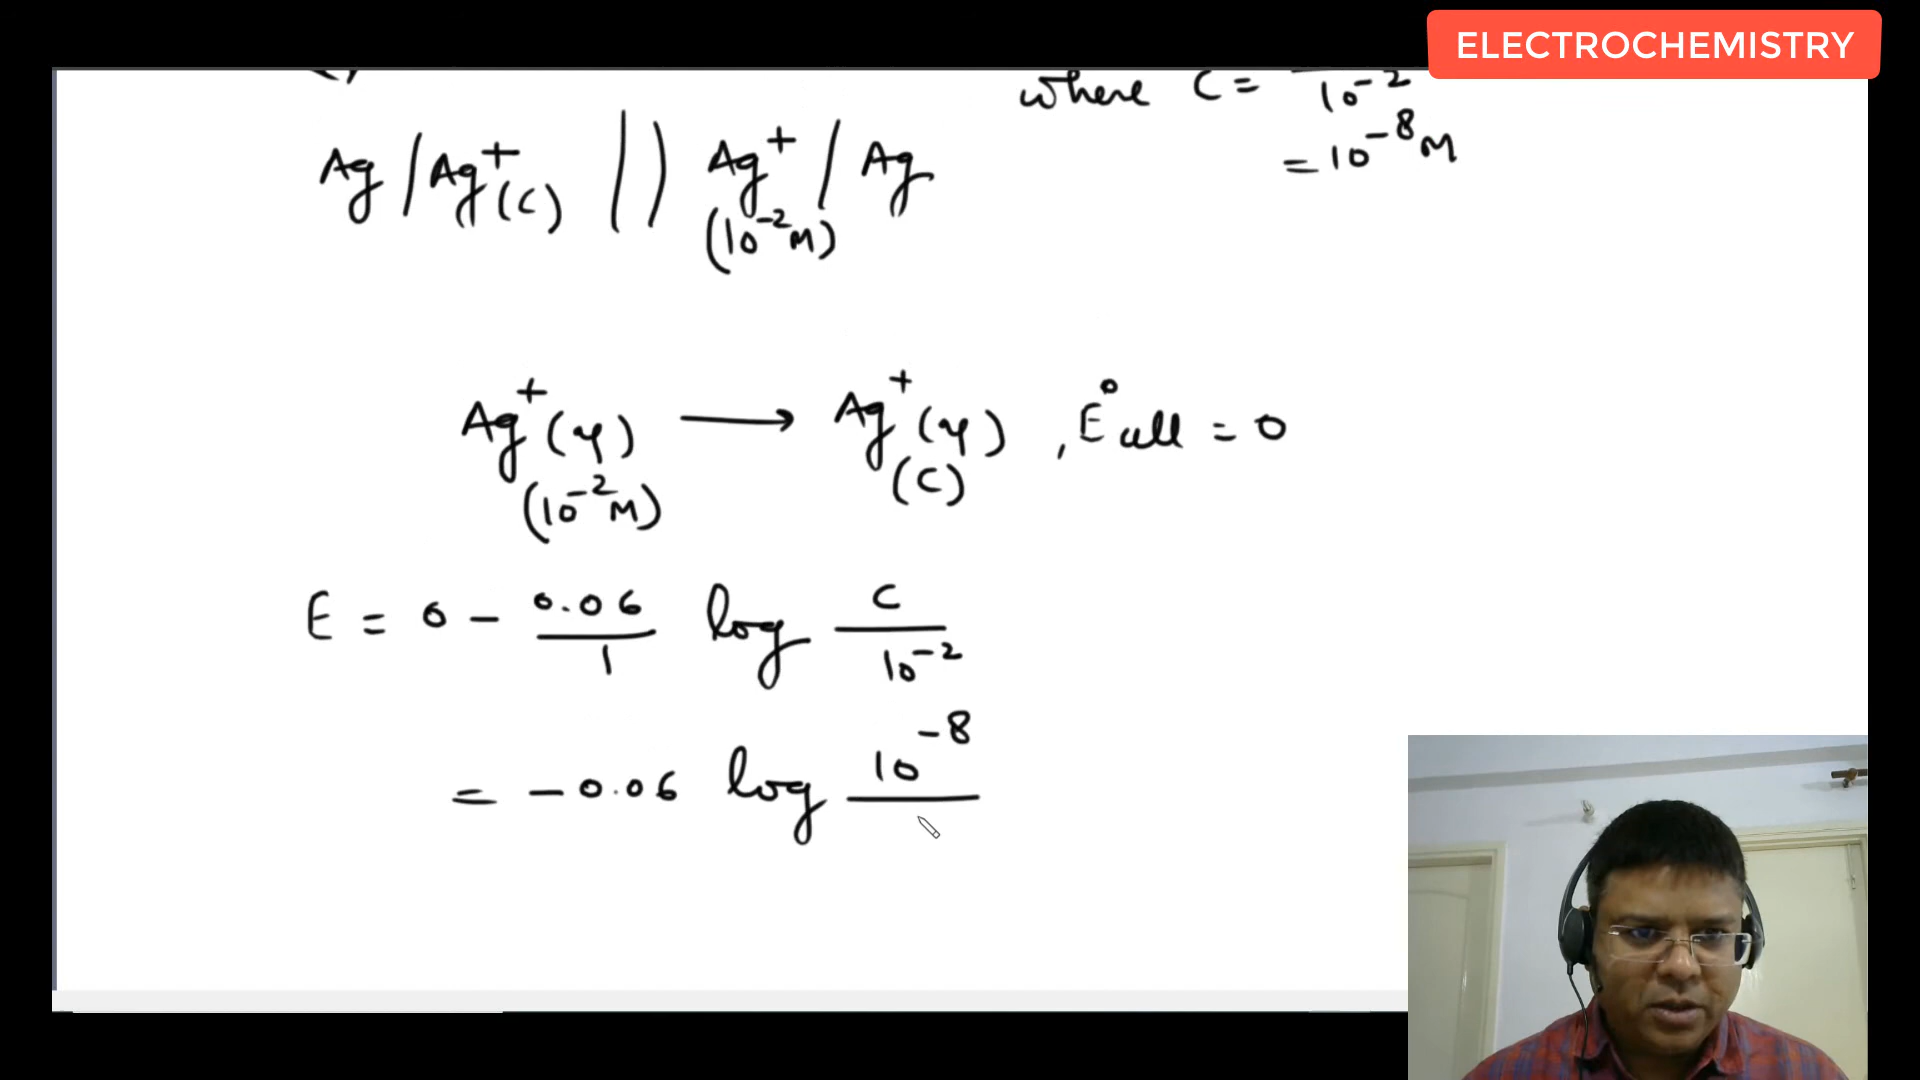 ELECTROCHEMISTRY
where C =
10⁻²
= 10⁻⁸ M
Ag / Ag⁺ (C) || Ag⁺ / Ag
(10⁻² M)
Ag⁺ (aq) ⟶ Ag⁺ (aq) , E°cell = 0
(10⁻² M) (C)
E = 0 - 0.06/1 log C/10⁻²
= - 0.06 log 10⁻⁸